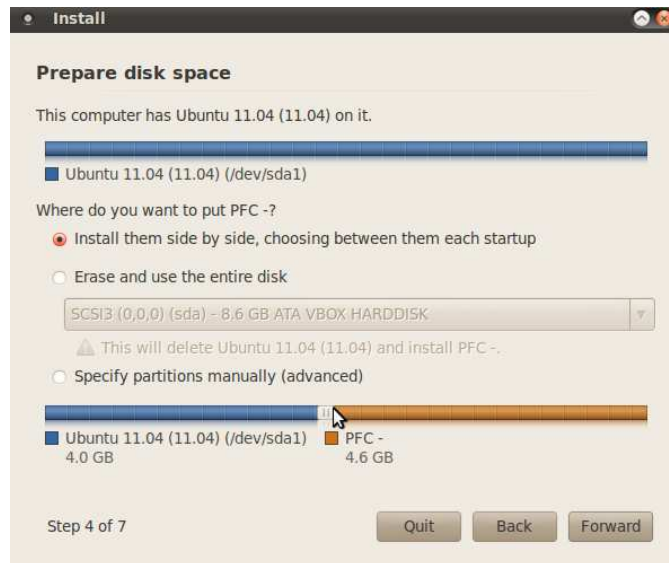 Install
Prepare disk space
This computer has Ubuntu 11.04 (11.04) on it.
Ubuntu 11.04 (11.04) (/dev/sda1)
Where do you want to put PFC -?
Install them side by side, choosing between them each startup
Erase and use the entire disk
SCSI3 (0,0,0) (sda) - 8.6 GB ATA VBOX HARDDISK
This will delete Ubuntu 11.04 (11.04) and install PFC -.
Specify partitions manually (advanced)
Ubuntu 11.04 (11.04) (/dev/sda1) PFC -
4.0 GB 4.6 GB
Step 4 of 7 Quit Back Forward